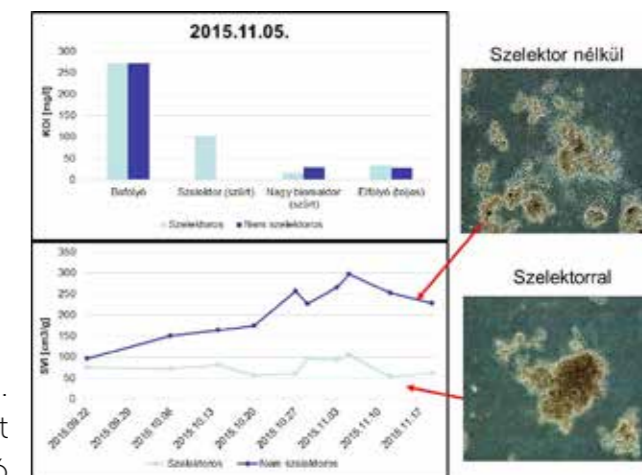 2015.11.05.
KOI [mg/l]
300
250
200
150
100
50
0
Befolyó
Szelektor (szűrt)
Nagy bioreaktor
(szűrt)
Elfolyó (teljes)
Szelektoros
Nem szelektoros
SVI [cm3/g]
350
300
250
200
150
100
50
0
2015.09.22
2015.09.29
2015.10.06
2015.10.13
2015.10.20
2015.10.27
2015.11.03
2015.11.10
2015.11.17
Szelektoros
Nem szelektoros
Szelektor nélkül
Szelektorral
t